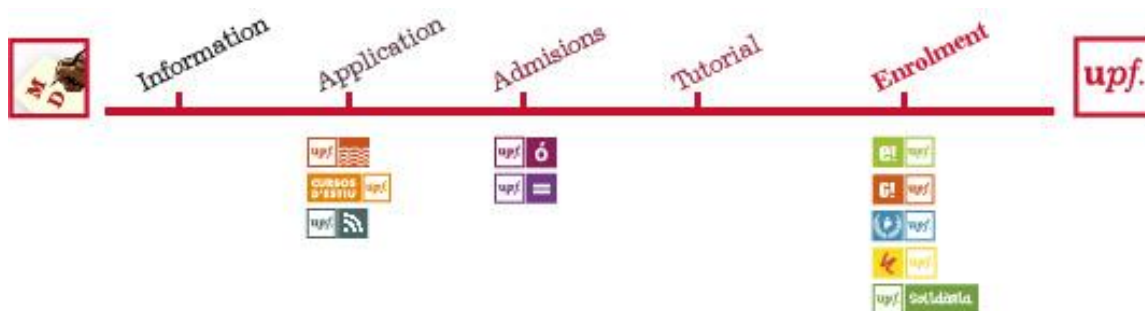 M
D
Information
Application
Admisions
Tutorial
Enrolment
upf.
upf.
CURSOS D'ESTIU upf.
upf.
upf. ó
upf. =
e! upf.
G! upf.
upf.
upf.
upf. Solidària